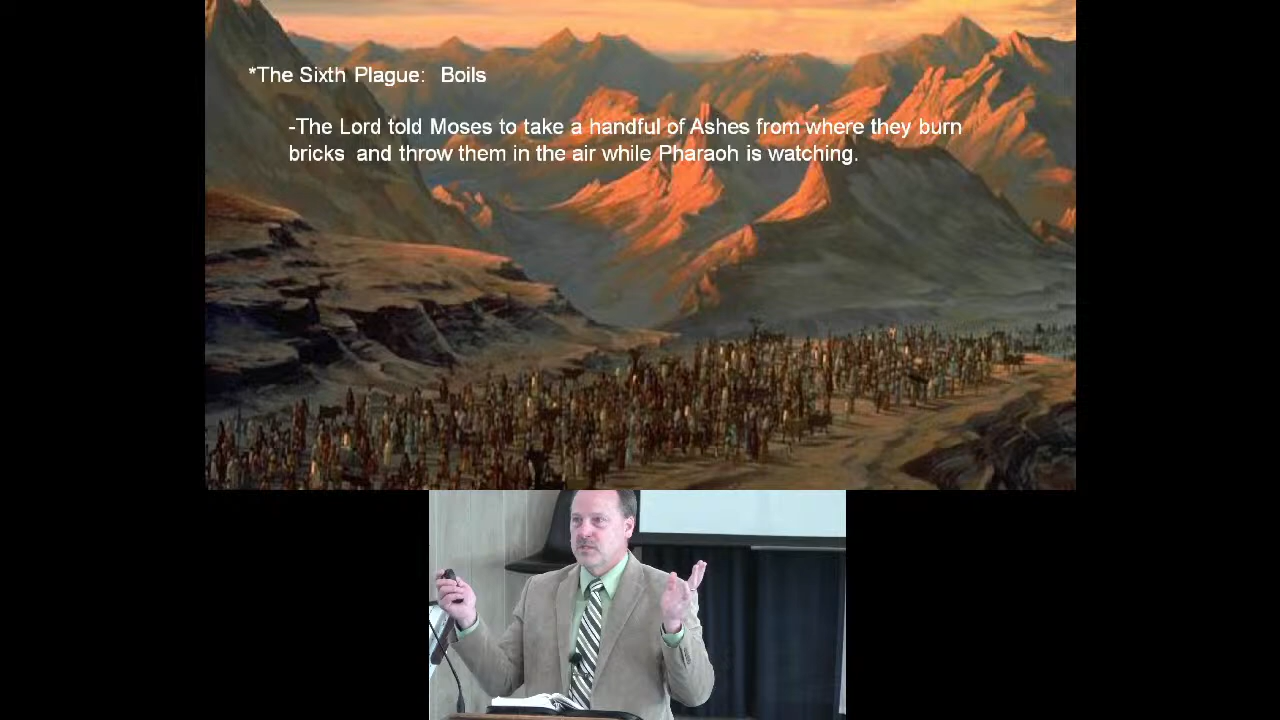 *The Sixth Plague: Boils
-The Lord told Moses to take a handful of Ashes from where they burn
bricks and throw them in the air while Pharaoh is watching.